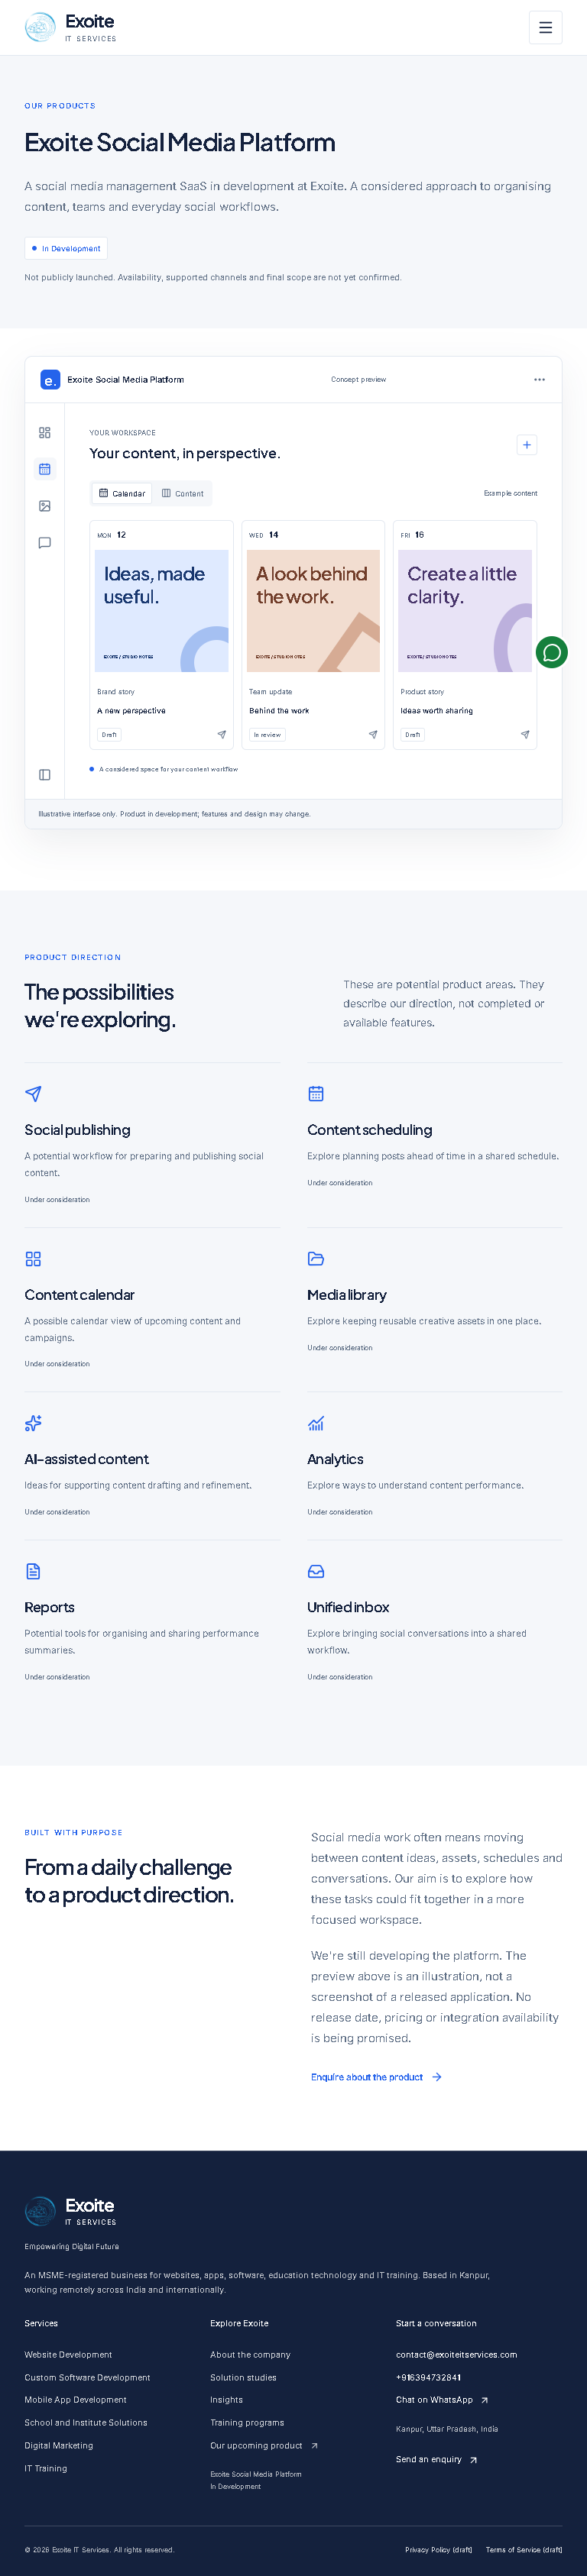 Exoite
IT SERVICES
OUR PRODUCTS
Exoite Social Media Platform
A social media management SaaS in development at Exoite. A considered approach to organising
content, teams and everyday social workflows.
In Development
Not publicly launched. Availability, supported channels and final scope are not yet confirmed.
e.
Exoite Social Media Platform
Concept preview
YOUR WORKSPACE
Your content, in perspective.
Calendar
Content
Example content
MON 12
Ideas, made
useful.
EXOITE / STUDIO NOTES
Brand story
A new perspective
Draft
WED 14
A look behind
the work.
EXOITE / STUDIO NOTES
Team update
Behind the work
In review
FRI 16
Create a little
clarity.
EXOITE / STUDIO NOTES
Product story
Ideas worth sharing
Draft
A considered space for your content workflow
Illustrative interface only. Product in development; features and design may change.
PRODUCT DIRECTION
The possibilities
we're exploring.
These are potential product areas. They
describe our direction, not completed or
available features.
Social publishing
A potential workflow for preparing and publishing social
content.
Under consideration
Content scheduling
Explore planning posts ahead of time in a shared schedule.
Under consideration
Content calendar
A possible calendar view of upcoming content and
campaigns.
Under consideration
Media library
Explore keeping reusable creative assets in one place.
Under consideration
AI-assisted content
Ideas for supporting content drafting and refinement.
Under consideration
Analytics
Explore ways to understand content performance.
Under consideration
Reports
Potential tools for organising and sharing performance
summaries.
Under consideration
Unified inbox
Explore bringing social conversations into a shared
workflow.
Under consideration
BUILT WITH PURPOSE
From a daily challenge
to a product direction.
Social media work often means moving
between content ideas, assets, schedules and
conversations. Our aim is to explore how
these tasks could fit together in a more
focused workspace.
We're still developing the platform. The
preview above is an illustration, not a
screenshot of a released application. No
release date, pricing or integration availability
is being promised.
Enquire about the product
Exoite
IT SERVICES
Empowering Digital Future
An MSME-registered business for websites, apps, software, education technology and IT training. Based in Kanpur,
working remotely across India and internationally.
Services
Website Development
Custom Software Development
Mobile App Development
School and Institute Solutions
Digital Marketing
IT Training
Explore Exoite
About the company
Solution studies
Insights
Training programs
Our upcoming product
Exoite Social Media Platform
In Development
Start a conversation
contact@exoiteitservices.com
+916394732841
Chat on WhatsApp
Kanpur, Uttar Pradesh, India
Send an enquiry
© 2026 Exoite IT Services. All rights reserved.
Privacy Policy (draft)
Terms of Service (draft)